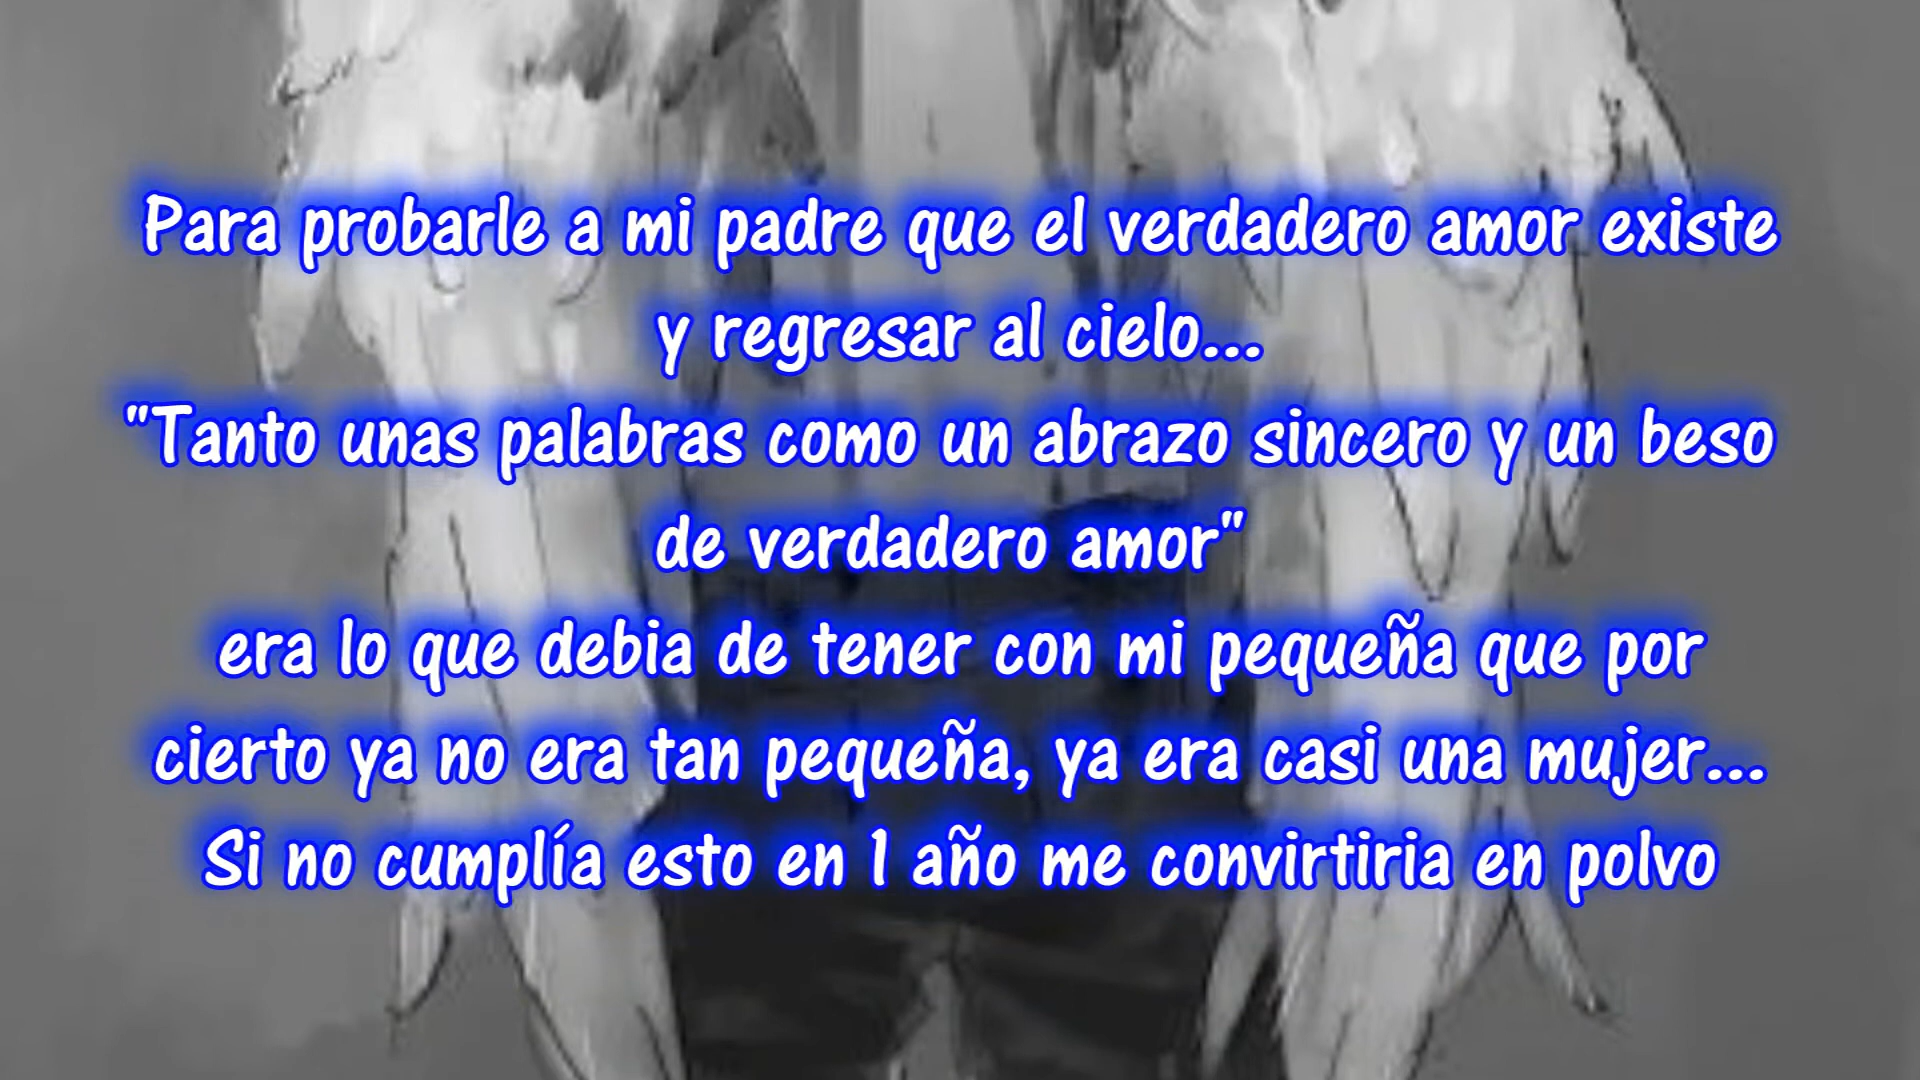 Para probarle a mi padre que el verdadero amor existe
y regresar al cielo...
"Tanto unas palabras como un abrazo sincero y un beso
de verdadero amor"
era lo que debia de tener con mi pequeña que por
cierto ya no era tan pequeña, ya era casi una mujer...
Si no cumplía esto en 1 año me convirtiria en polvo